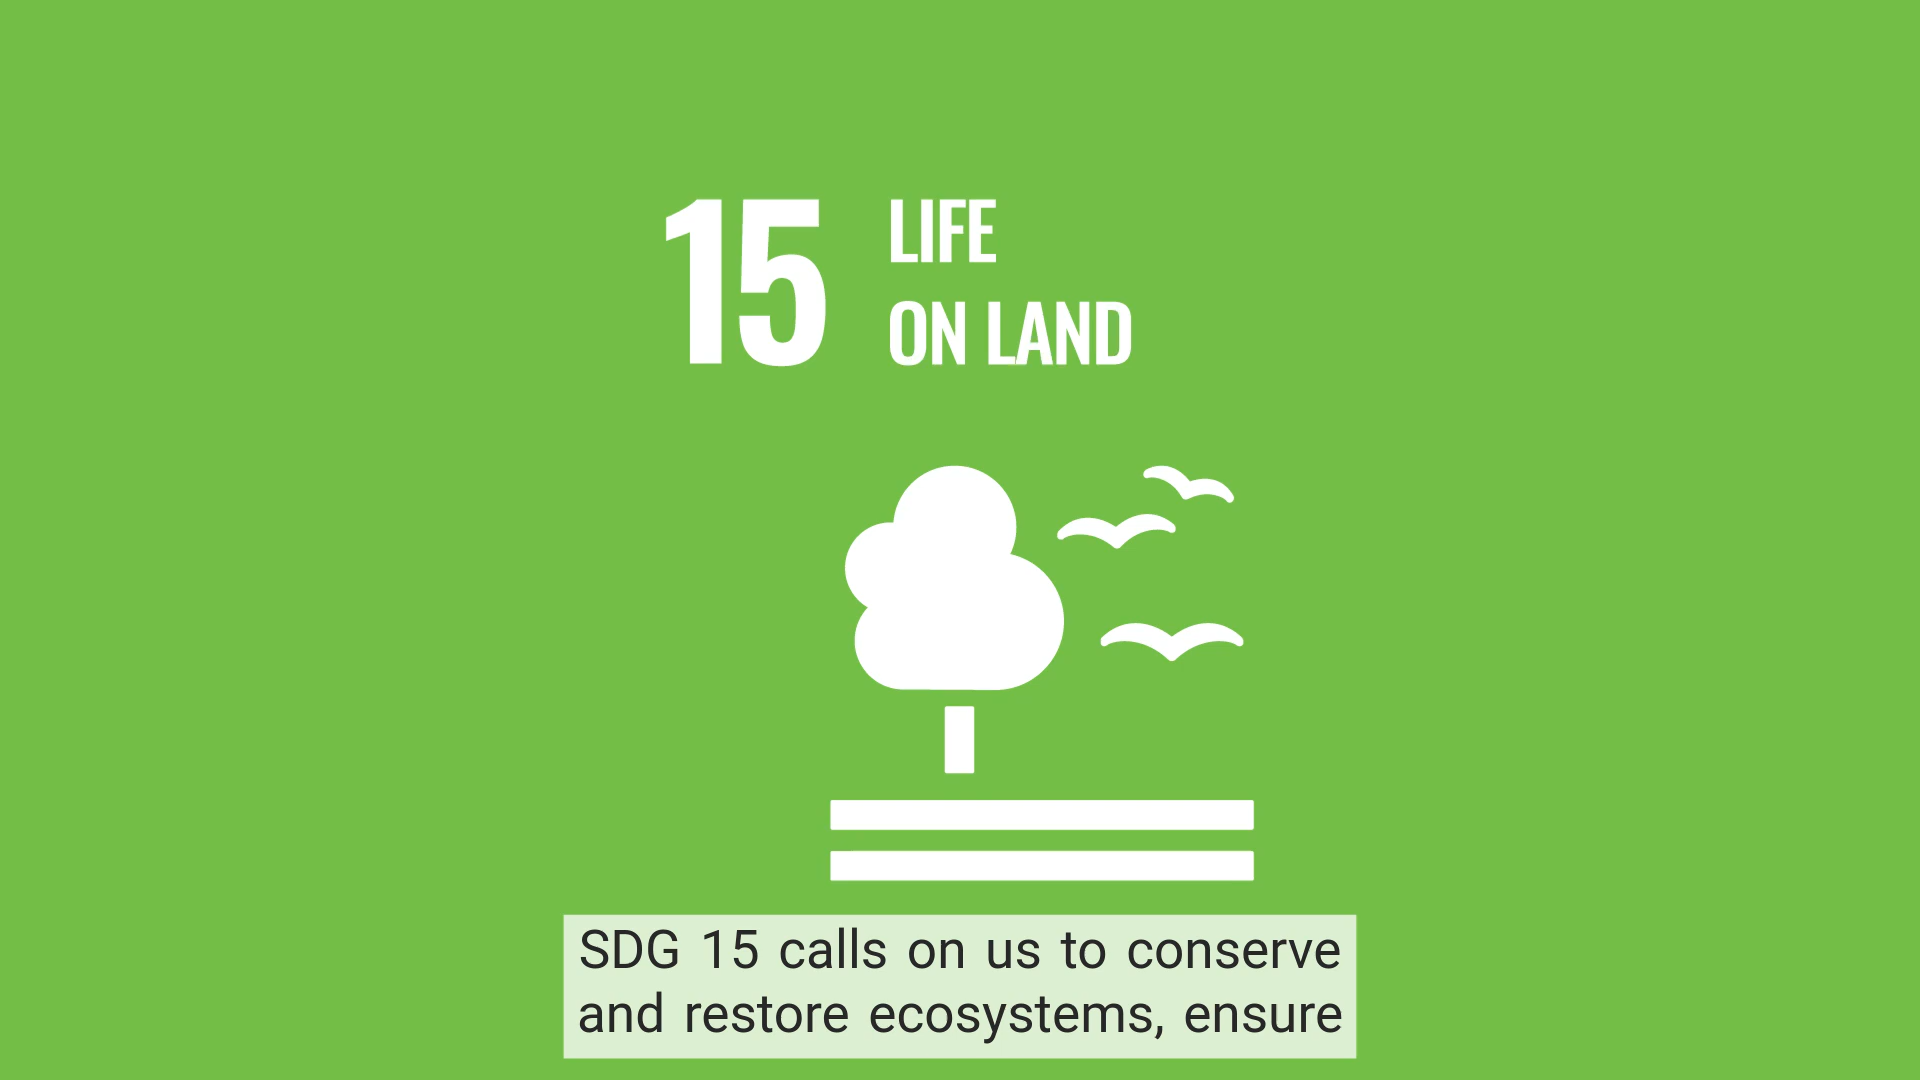 15
LIFE
ON LAND
SDG 15 calls on us to conserve
and restore ecosystems, ensure